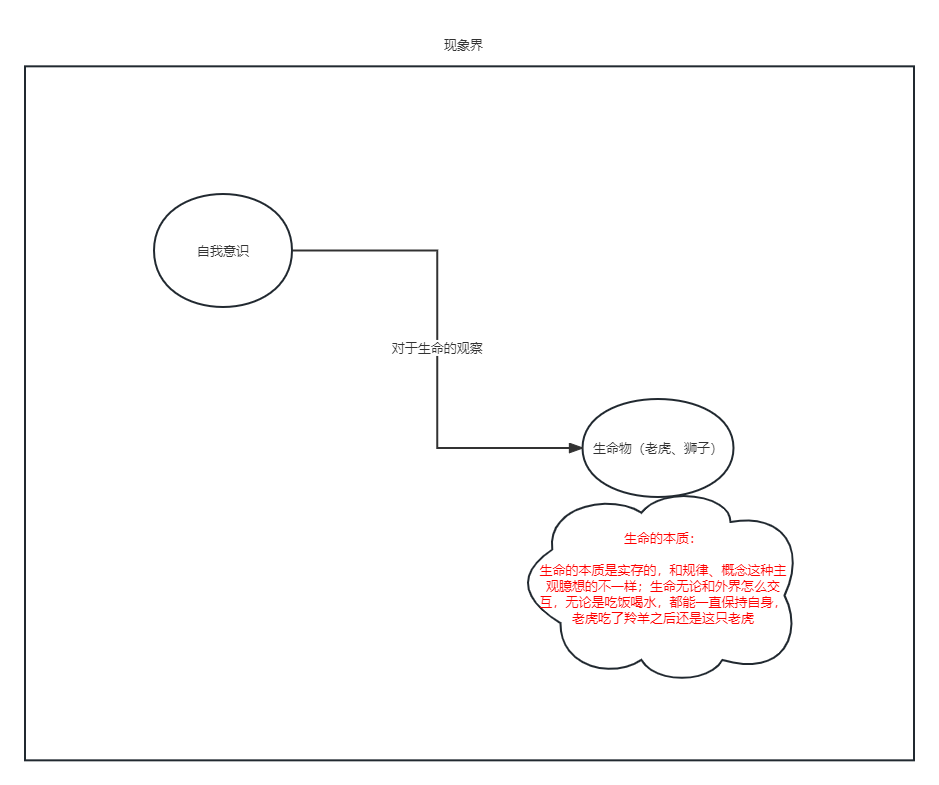 现象界
自我意识
对于生命的观察
生命物（老虎、狮子）
生命的本质：
生命的本质是实存的，和规律、概念这种主
观臆想的不一样；生命无论和外界怎么交
互，无论是吃饭喝水，都能一直保持自身，
老虎吃了羚羊之后还是这只老虎